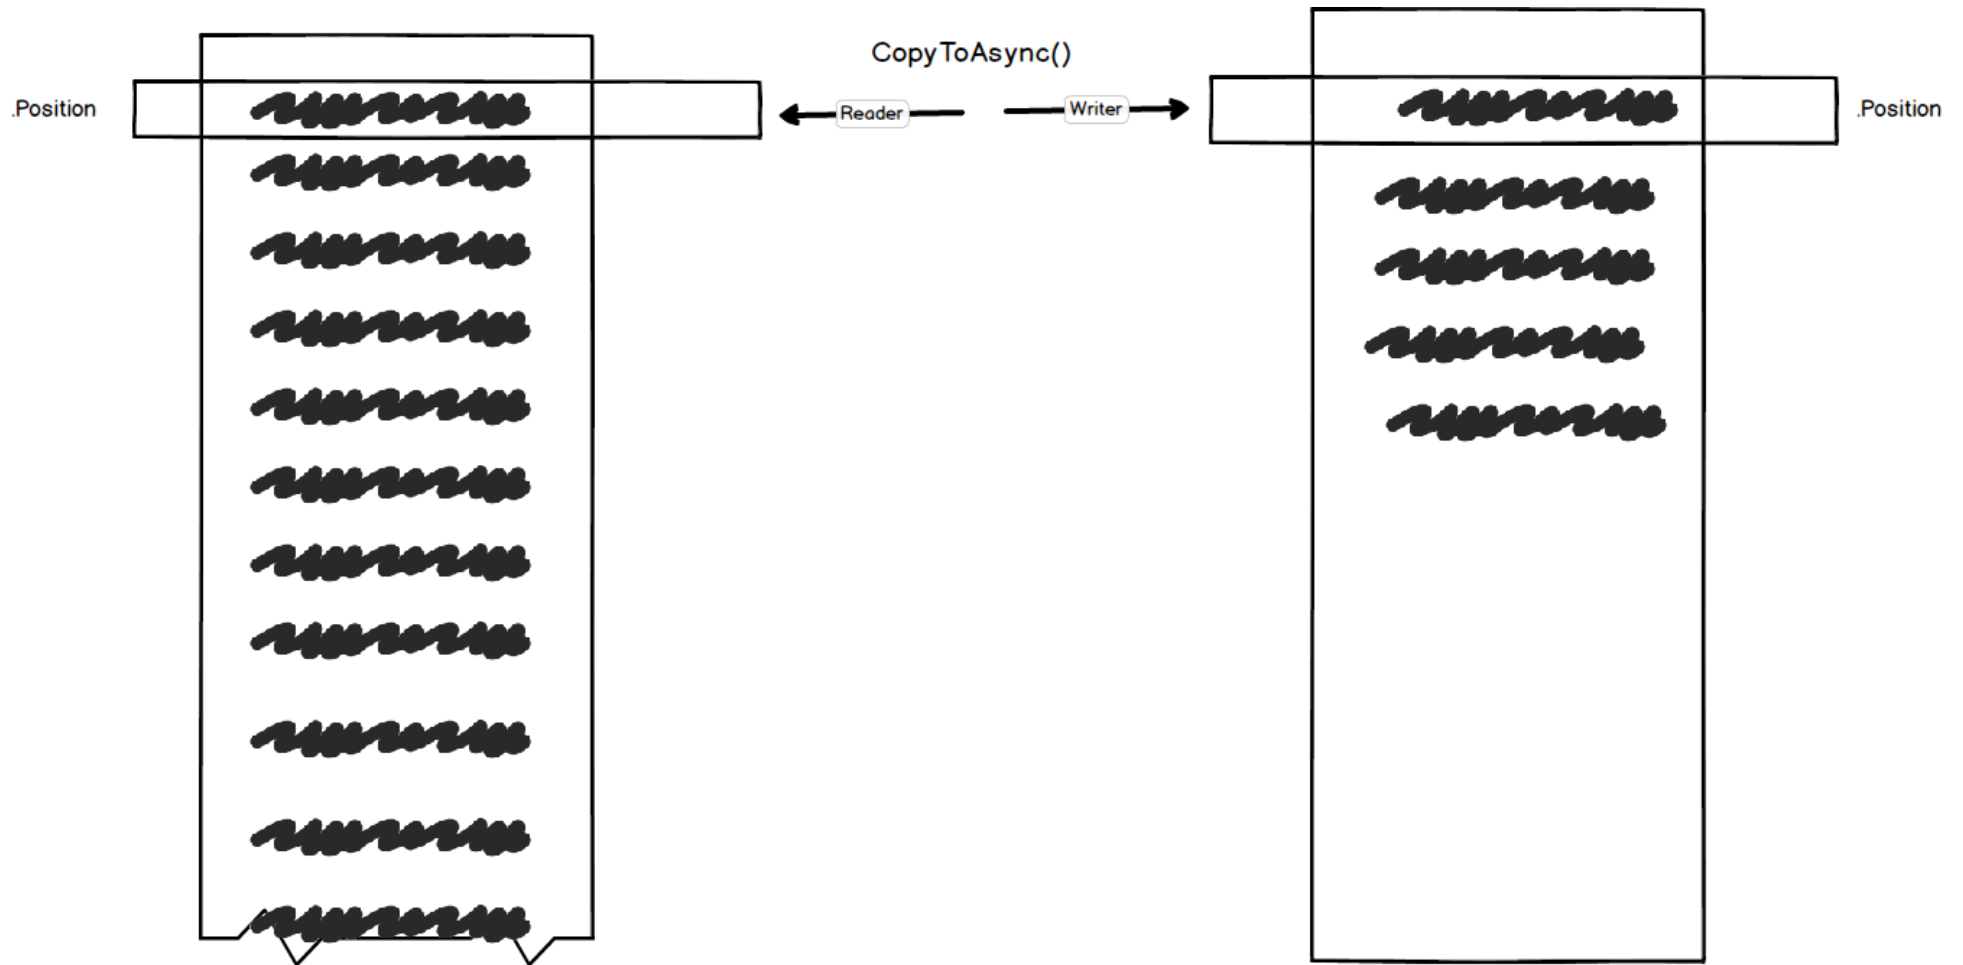 CopyToAsync()
.Position
Reader
Writer
.Position